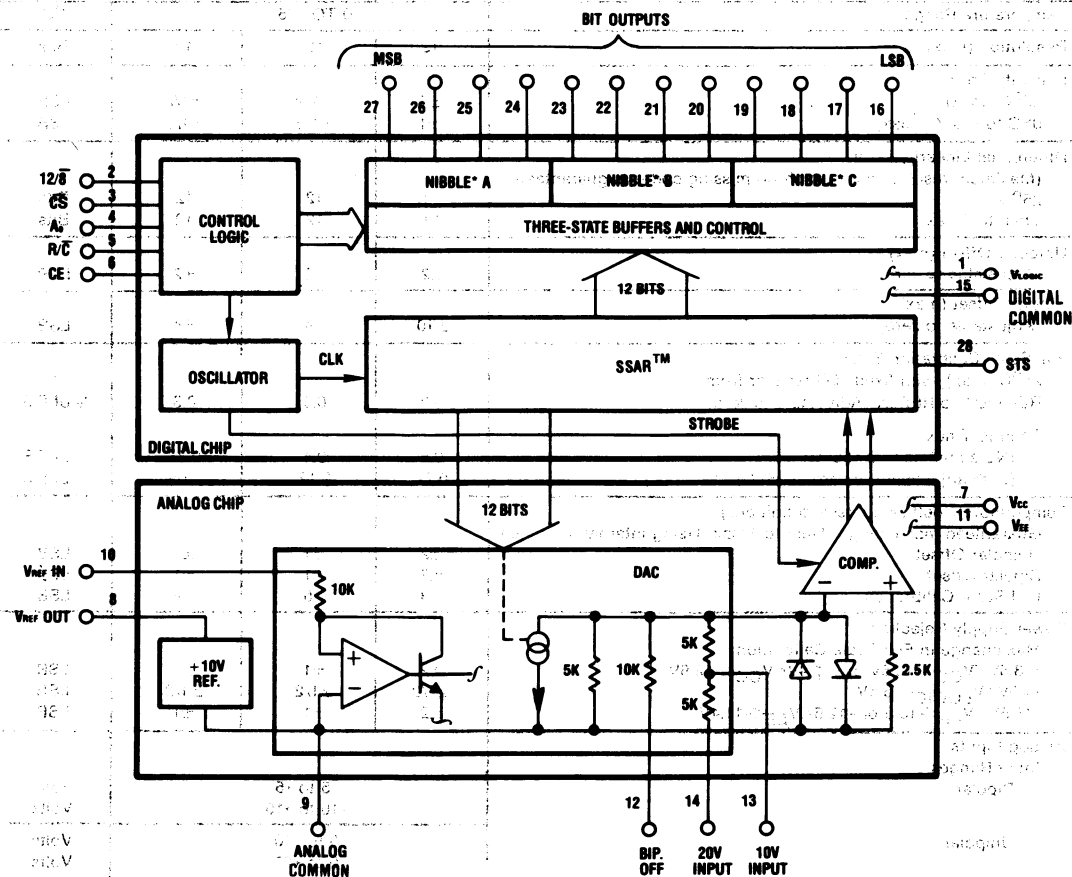 BIT OUTPUTS
MSB
LSB
27 26 25 24 23 22 21 20 19 18 17 16
12/8̅ 2
C̅S̅ 3
A₀ 4
R/C̅ 5
CE 6
CONTROL
LOGIC
NIBBLE* A
NIBBLE* B
NIBBLE* C
THREE-STATE BUFFERS AND CONTROL
12 BITS
1 VLOGIC
15 DIGITAL
COMMON
OSCILLATOR
CLK
SSAR™
28 STS
STROBE
DIGITAL CHIP
ANALOG CHIP
12 BITS
7 VCC
11 VEE
10
VREF IN
8
VREF OUT
10K
DAC
COMP.
−
+
+10V
REF.
+
−
5K
10K
5K
5K
2.5K
9
12
14
13
ANALOG
COMMON
BIP.
OFF
20V
INPUT
10V
INPUT